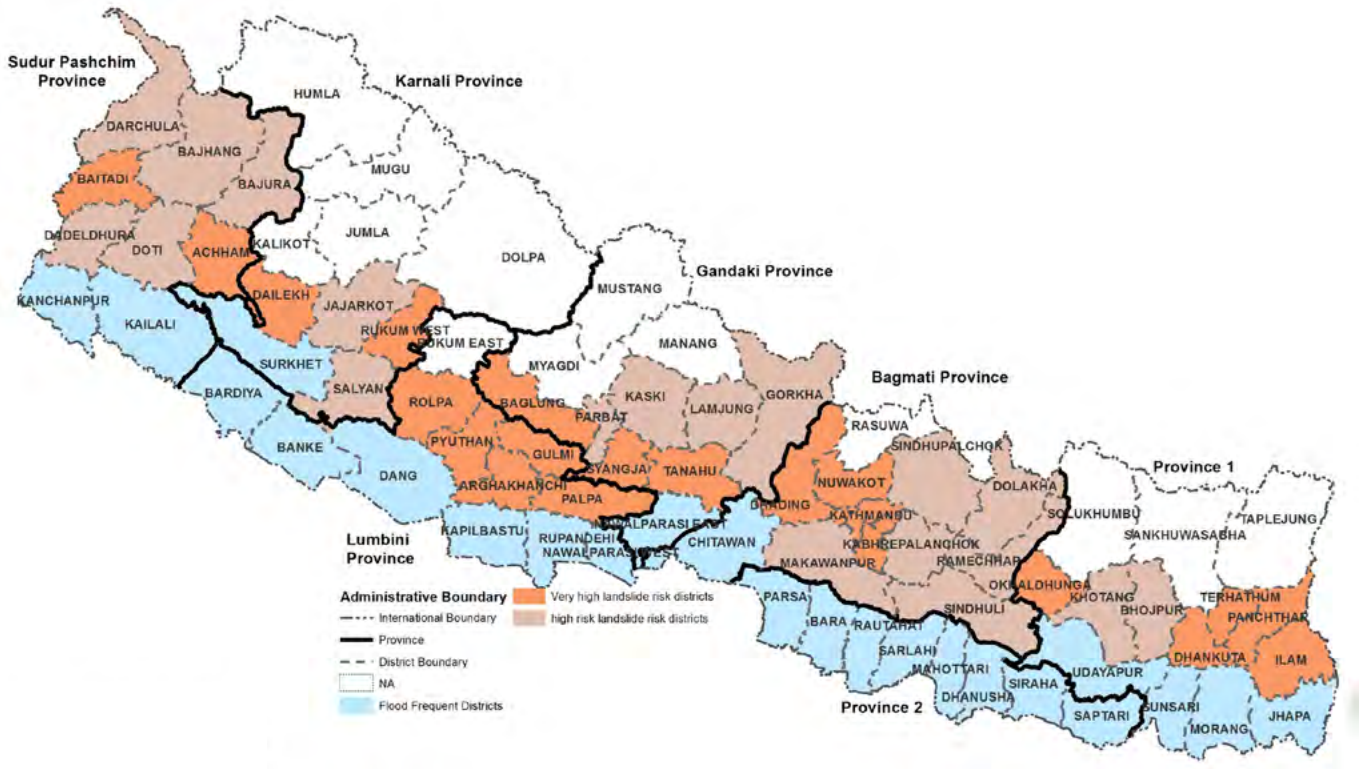 Sudur Pashchim
Province
Karnali Province
HUMLA
DARCHULA
BAJHANG
MUGU
BAITADI
BAJURA
DADELDHURA
DOTI
ACHHAM
KALIKOT
JUMLA
DOLPA
Gandaki Province
MUSTANG
KANCHANPUR
KAILALI
DAILEKH
JAJARKOT
RUKUM WEST
RUKUM EAST
MYAGDI
MANANG
SURKHET
BARDIYA
SALYAN
ROLPA
BAGLUNG
PARBAT
KASKI
LAMJUNG
GORKHA
Bagmati Province
RASUWA
SINDHUPALCHOK
BANKE
DANG
PYUTHAN
GULMI
SYANGJA
TANAHU
NUWAKOT
DOLAKHA
Province 1
ARGHAKHANCHI
PALPA
DHADING
KATHMANDU
SOLUKHUMBU
SANKHUWASABHA
TAPLEJUNG
KAPILBASTU
RUPANDEHI
NAWALPARASI EAST
NAWALPARASI WEST
CHITAWAN
KABHREPALANCHOK
MAKAWANPUR
RAMECHHAP
OKHALDHUNGA
KHOTANG
BHOJPUR
TERHATHUM
PANCHTHAR
Lumbini
Province
PARSA
BARA
RAUTAHAT
SINDHULI
DHANKUTA
ILAM
SARLAHI
MAHOTTARI
DHANUSHA
SIRAHA
UDAYAPUR
SAPTARI
SUNSARI
MORANG
JHAPA
Province 2
Administrative Boundary
International Boundary
Province
District Boundary
NA
Flood Frequent Districts
Very high landslide risk districts
high risk landslide risk districts